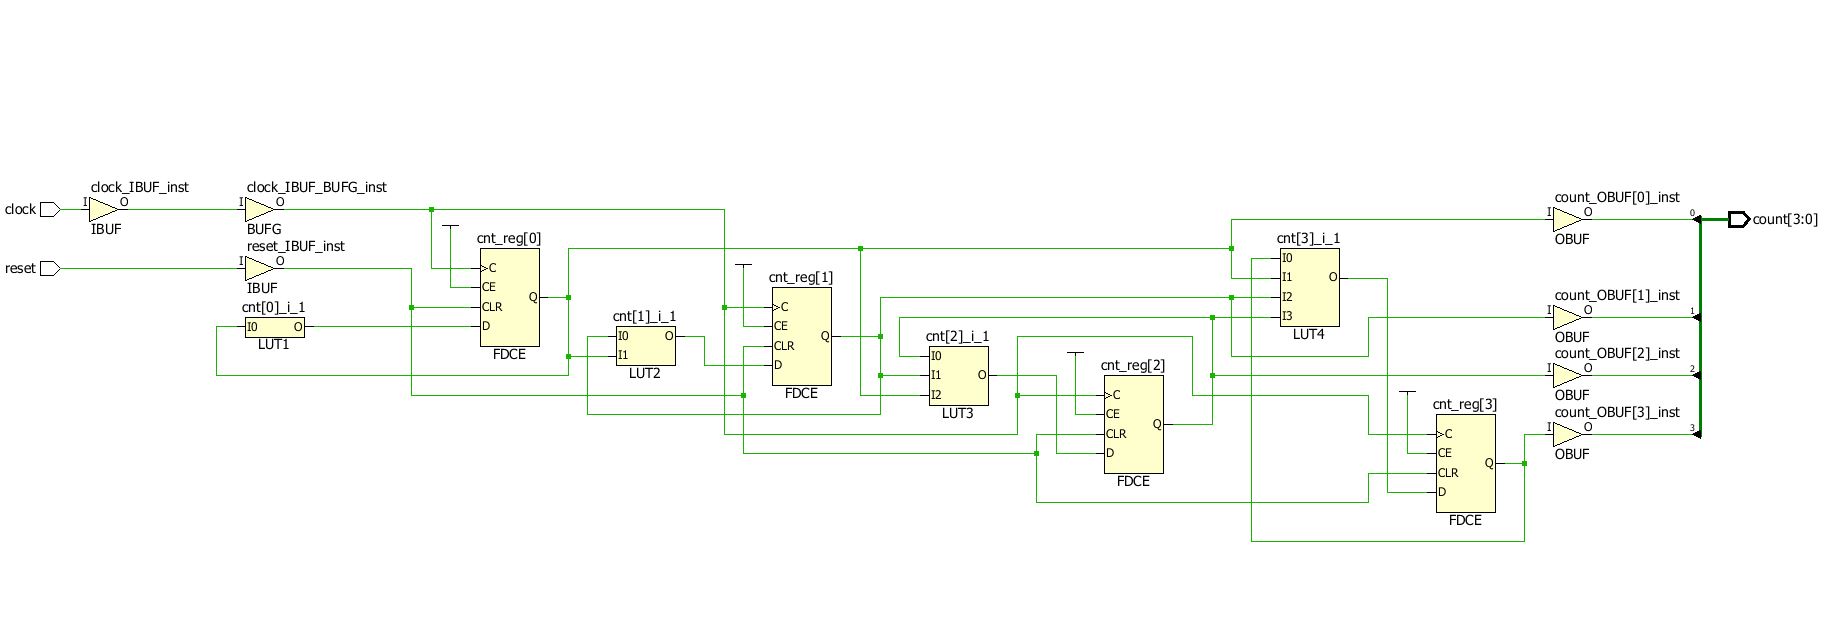 clock
clock_IBUF_inst
I
O
IBUF
clock_IBUF_BUFG_inst
I
O
BUFG
reset
reset_IBUF_inst
I
O
IBUF
cnt[0]_i_1
I0
O
LUT1
cnt_reg[0]
C
CE
CLR
D
Q
FDCE
cnt[1]_i_1
I0
I1
O
LUT2
cnt_reg[1]
C
CE
CLR
D
Q
FDCE
cnt[2]_i_1
I0
I1
I2
O
LUT3
cnt_reg[2]
C
CE
CLR
D
Q
FDCE
cnt[3]_i_1
I0
I1
I2
I3
O
LUT4
cnt_reg[3]
C
CE
CLR
D
Q
FDCE
count_OBUF[0]_inst
I
O
OBUF
0
count[3:0]
count_OBUF[1]_inst
I
O
OBUF
1
count_OBUF[2]_inst
I
O
OBUF
2
count_OBUF[3]_inst
I
O
OBUF
3